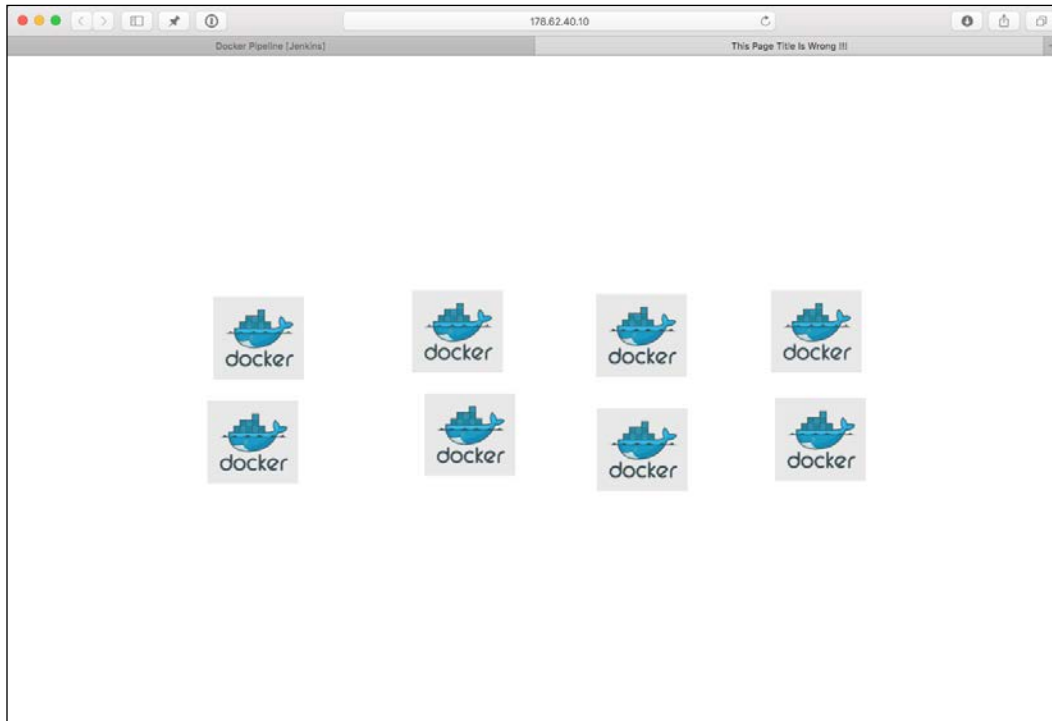 178.62.40.10
Docker Pipeline [Jenkins]
This Page Title Is Wrong !!!
docker
docker
docker
docker
docker
docker
docker
docker